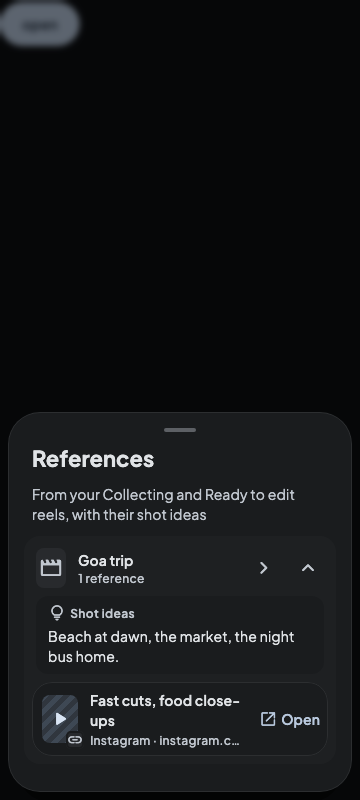 open
References
From your Collecting and Ready to edit
reels, with their shot ideas
Goa trip
1 reference
Shot ideas
Beach at dawn, the market, the night
bus home.
Fast cuts, food close-
ups
Instagram · instagram.c…
Open